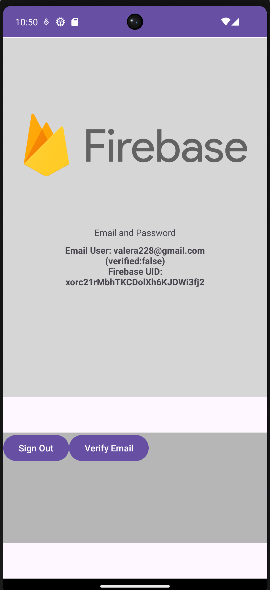 10:50
Firebase
Email and Password
Email User: valera228@gmail.com
(verified:false)
Firebase UID:
xorc21rMbhTKCDolXh6KJDWi3fj2
Sign Out
Verify Email